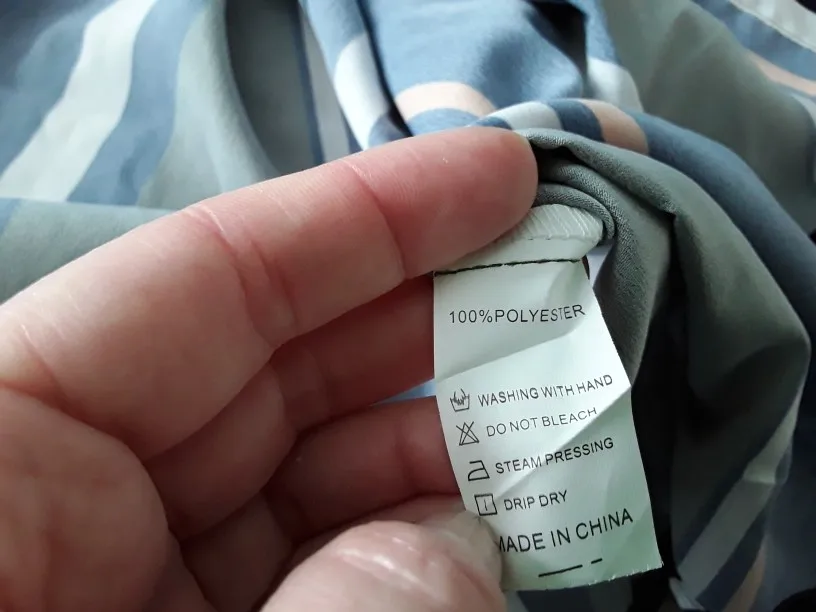 100%POLYESTER
WASHING WITH HAND
DO NOT BLEACH
STEAM PRESSING
DRIP DRY
MADE IN CHINA